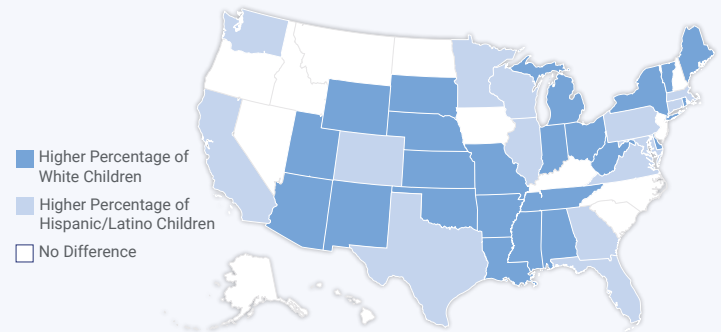 Higher Percentage of
White Children
Higher Percentage of
Hispanic/Latino Children
No Difference